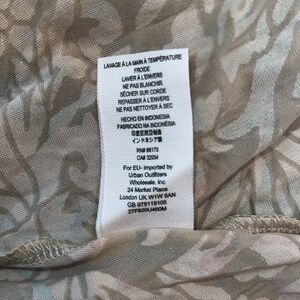 LAVAGE À LA MAIN À TEMPÉRATURE
FROIDE
LAVER À L'ENVERS
NE PAS BLANCHIR
SÉCHER SUR CORDE
REPASSER À L'ENVERS
NE PAS NETTOYER À SEC
HECHO EN INDONESIA
FABRICADO NA INDONÉSIA
印度尼西亚制造
インドネシア製
RN# 66170
CA# 32054
For EU- imported by
Urban Outfitters
Wholesale, Inc
24 Market Place
London UK W1W 8AN
GB 975119105